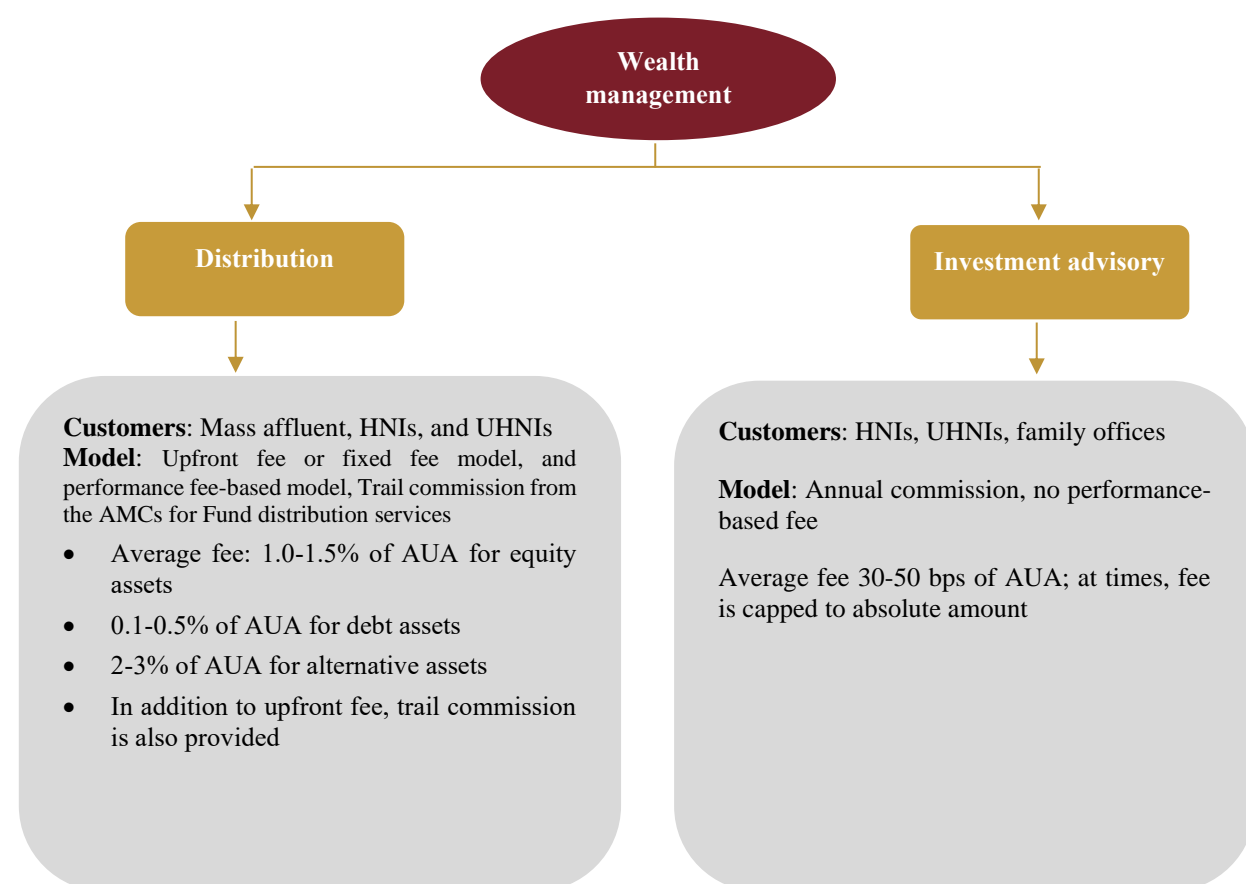 Wealth
management
Distribution
Investment advisory
Customers: Mass affluent, HNIs, and UHNIs
Model: Upfront fee or fixed fee model, and
performance fee-based model, Trail commission from
the AMCs for Fund distribution services
• Average fee: 1.0-1.5% of AUA for equity
assets
• 0.1-0.5% of AUA for debt assets
• 2-3% of AUA for alternative assets
• In addition to upfront fee, trail commission
is also provided
Customers: HNIs, UHNIs, family offices
Model: Annual commission, no performance-
based fee
Average fee 30-50 bps of AUA; at times, fee
is capped to absolute amount